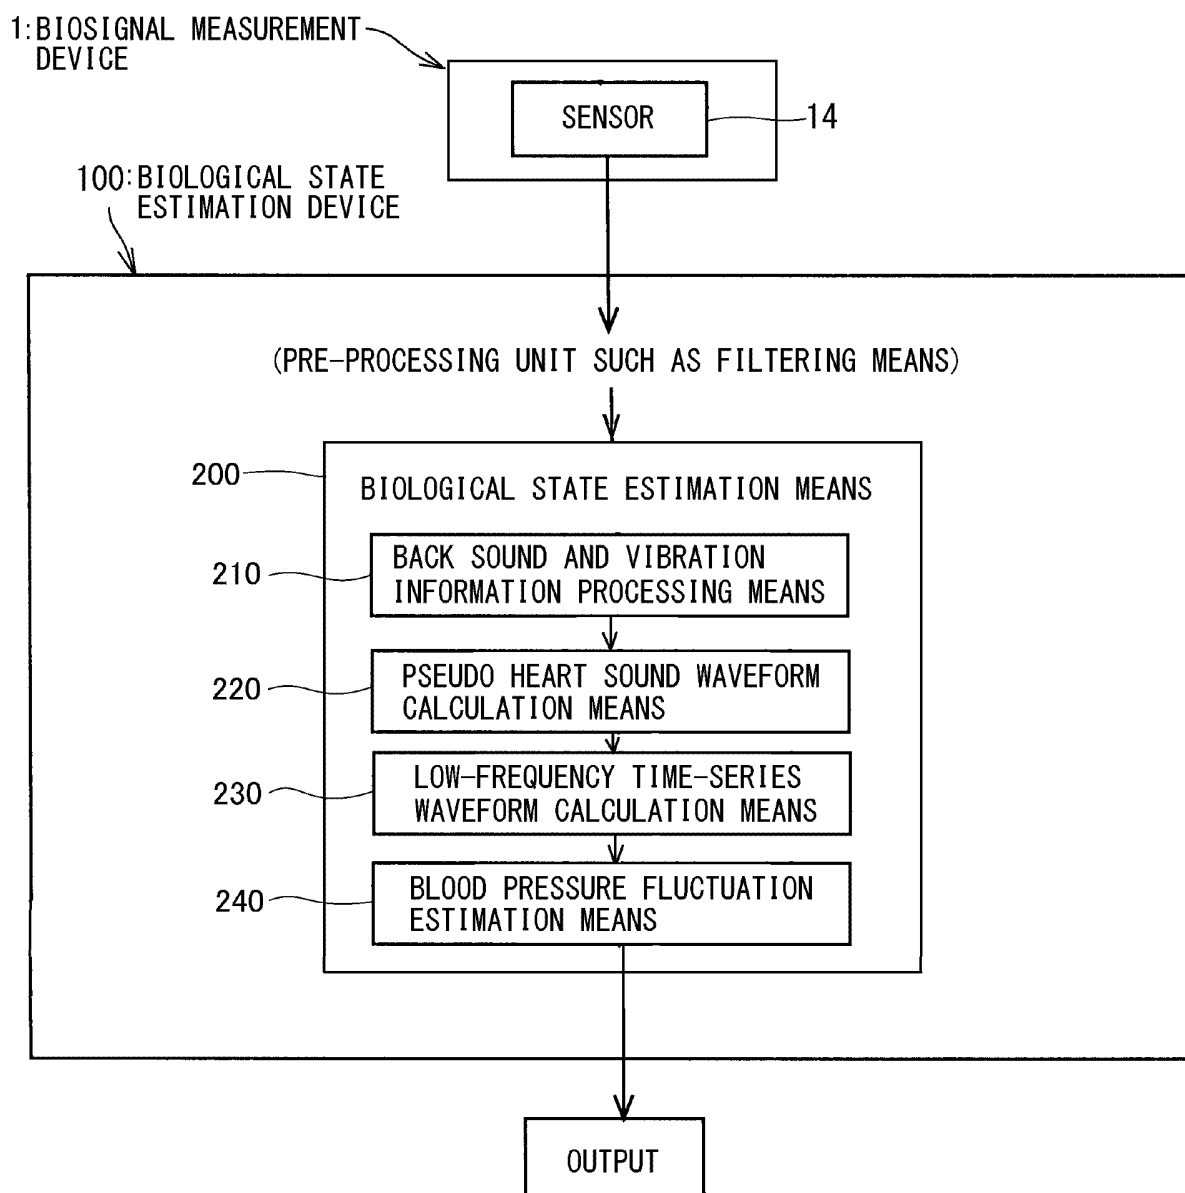 1:BIOSIGNAL MEASUREMENT
DEVICE
SENSOR
14
100:BIOLOGICAL STATE
ESTIMATION DEVICE
(PRE-PROCESSING UNIT SUCH AS FILTERING MEANS)
200
BIOLOGICAL STATE ESTIMATION MEANS
210
BACK SOUND AND VIBRATION
INFORMATION PROCESSING MEANS
220
PSEUDO HEART SOUND WAVEFORM
CALCULATION MEANS
230
LOW-FREQUENCY TIME-SERIES
WAVEFORM CALCULATION MEANS
240
BLOOD PRESSURE FLUCTUATION
ESTIMATION MEANS
OUTPUT